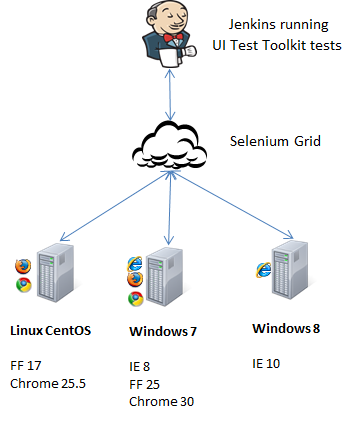 Jenkins running
UI Test Toolkit tests
Selenium Grid
Linux CentOS
FF 17
Chrome 25.5
Windows 7
IE 8
FF 25
Chrome 30
Windows 8
IE 10